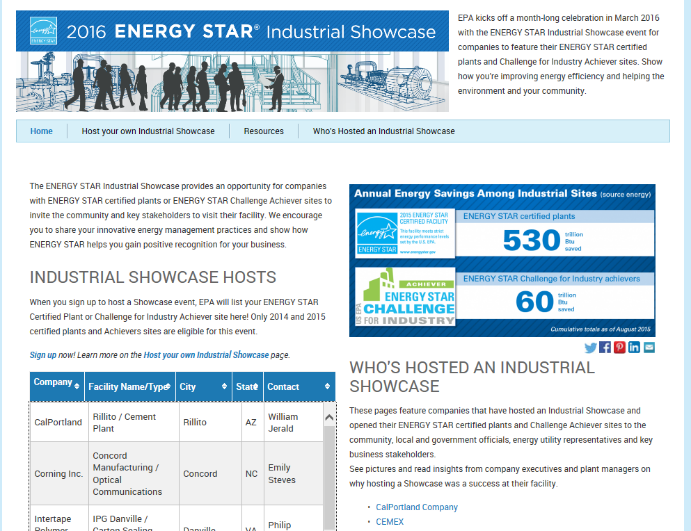 2016 ENERGY STAR® Industrial Showcase
EPA kicks off a month-long celebration in March 2016
with the ENERGY STAR Industrial Showcase event for
companies to feature their ENERGY STAR certified
plants and Challenge for Industry Achiever sites. Show
how you're improving energy efficiency and helping the
environment and your community.
Home
Host your own Industrial Showcase
Resources
Who's Hosted an Industrial Showcase
The ENERGY STAR Industrial Showcase provides an opportunity for companies
with ENERGY STAR certified plants or ENERGY STAR Challenge Achiever sites to
invite the community and key stakeholders to visit their facility. We encourage
you to share your innovative energy management practices and show how
ENERGY STAR helps you gain positive recognition for your business.
INDUSTRIAL SHOWCASE HOSTS
When you sign up to host a Showcase event, EPA will list your ENERGY STAR
Certified Plant or Challenge for Industry Achiever site here! Only 2014 and 2015
certified plants and Achievers sites are eligible for this event.
Sign up now! Learn more on the Host your own Industrial Showcase page.
Company Facility Name/Type City State Contact
CalPortland Rillito / Cement Rillito AZ William
Plant Jerald
Corning Inc. Concord Concord NC Emily
Manufacturing / Steves
Optical
Communications
Intertape IPG Danville / Danville VA Philip
Polymer Carton Sealing
Annual Energy Savings Among Industrial Sites (source energy)
2015 ENERGY STAR
CERTIFIED FACILITY
ENERGY STAR
ENERGY STAR certified plants
530 trillion
Btu
saved
ACHIEVER
ENERGY STAR
CHALLENGE
FOR INDUSTRY
US EPA
ENERGY STAR Challenge for Industry achievers
60 trillion
Btu
saved
Cumulative totals as of August 2015
WHO'S HOSTED AN INDUSTRIAL
SHOWCASE
These pages feature companies that have hosted an Industrial Showcase and
opened their ENERGY STAR certified plants and Challenge Achiever sites to the
community, local and government officials, energy utility representatives and key
business stakeholders.
See pictures and read insights from company executives and plant managers on
why hosting a Showcase was a success at their facility.
• CalPortland Company
• CEMEX